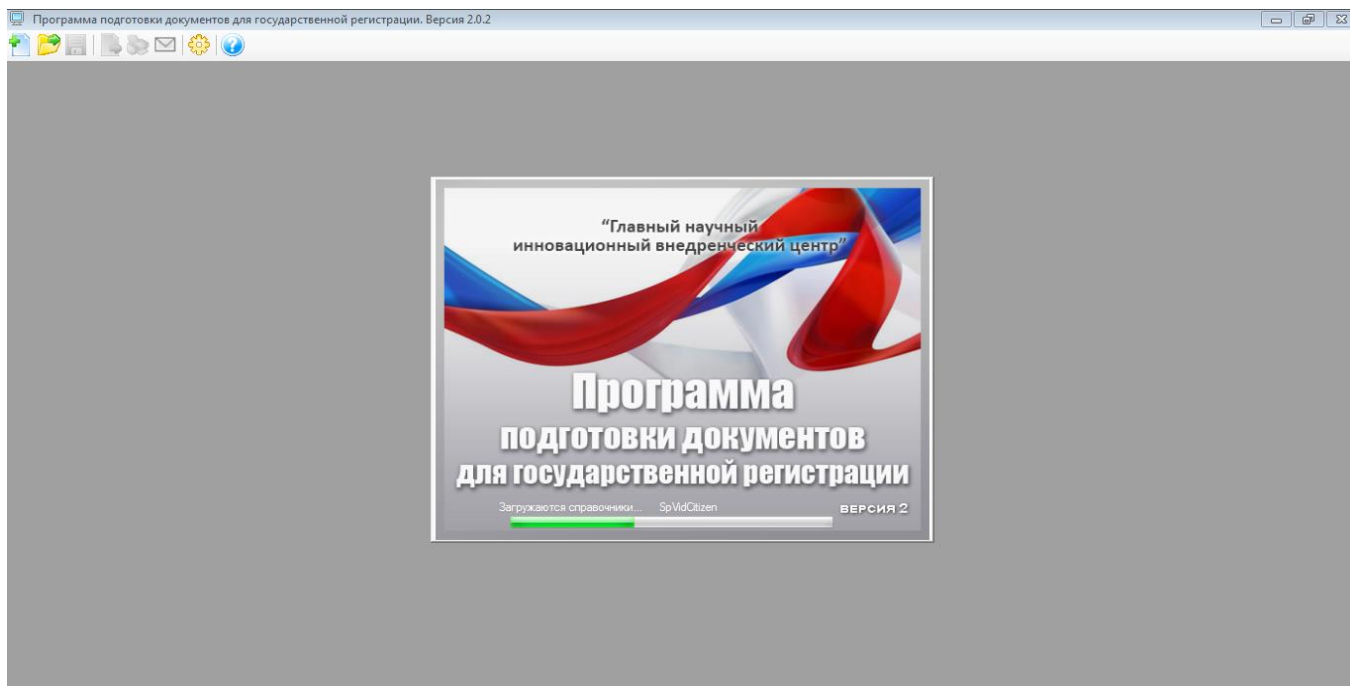 Программа подготовки документов для государственной регистрации. Версия 2.0.2
“Главный научный
инновационный внедренческий центр”
Программа
подготовки документов
для государственной регистрации
Загружаются справочники... SpVidCitizen
ВЕРСИЯ 2